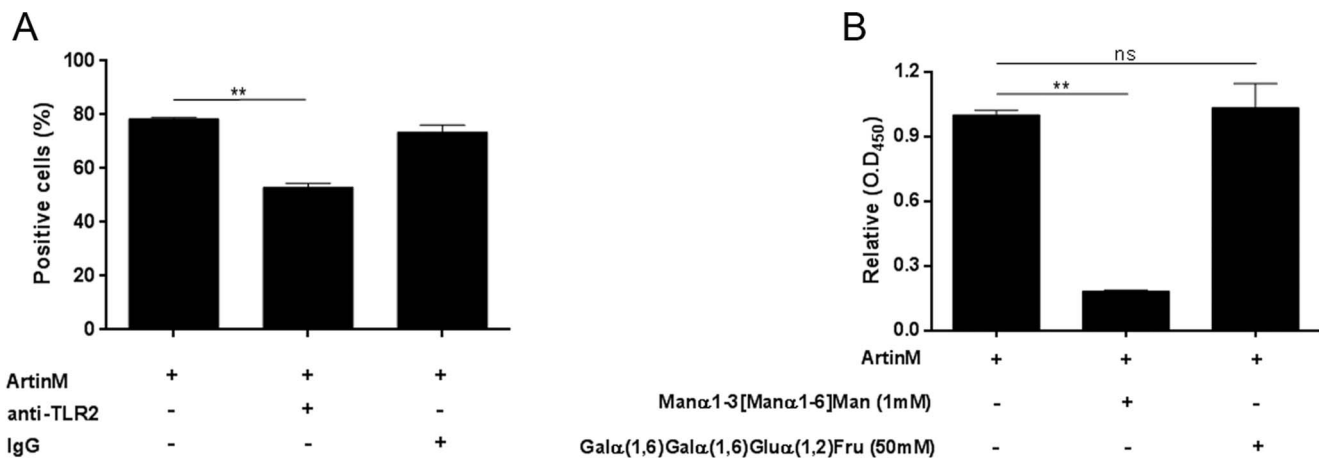 A
100
80
60
40
20
0
Positive cells (%)
**
ArtinM + + +
anti-TLR2 - + -
IgG - - +
B
ns
**
1.2
0.9
0.6
0.3
0.0
Relative (O.D450)
ArtinM + + +
Manα1-3[Manα1-6]Man (1mM) - + -
Galα(1,6)Galα(1,6)Gluα(1,2)Fru (50mM) - - +